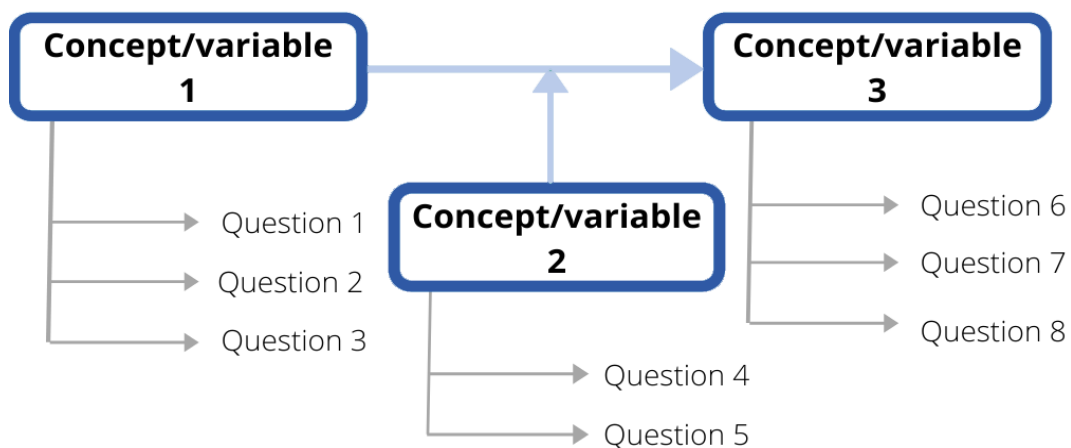 Concept/variable
1
Concept/variable
3
Concept/variable
2
Question 1
Question 2
Question 3
Question 4
Question 5
Question 6
Question 7
Question 8